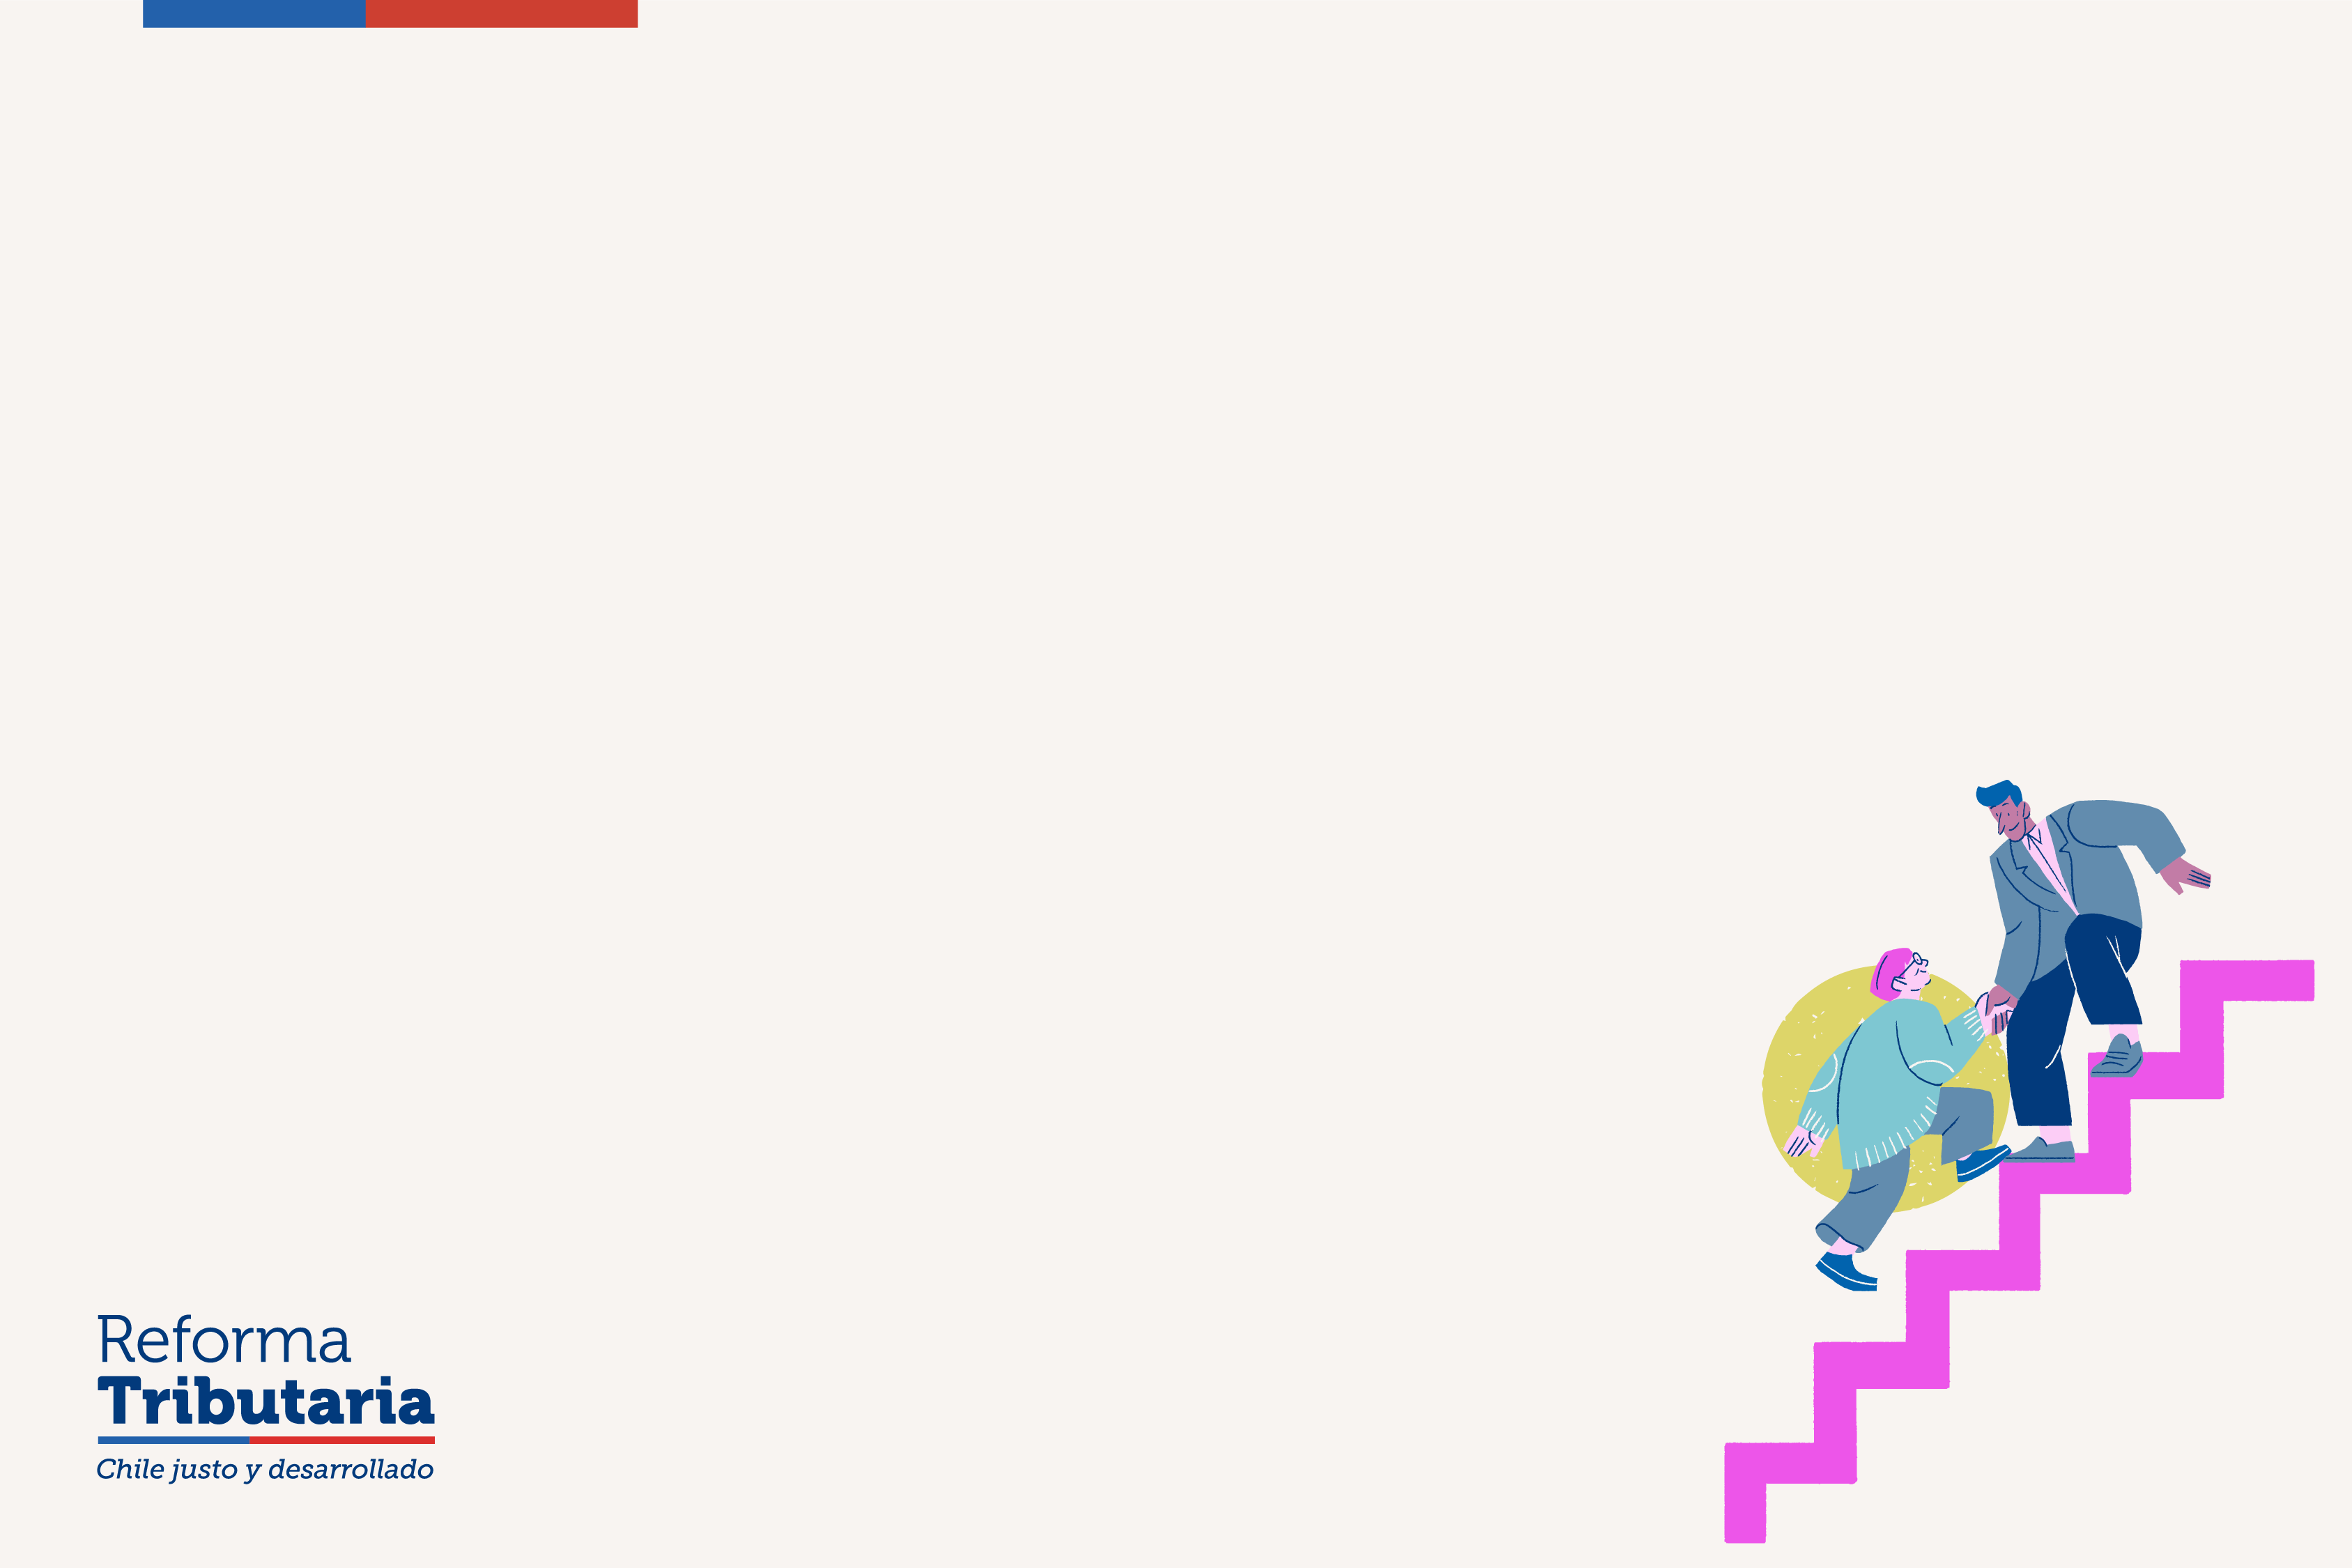 Reforma
Tributaria
Chile justo y desarrollado